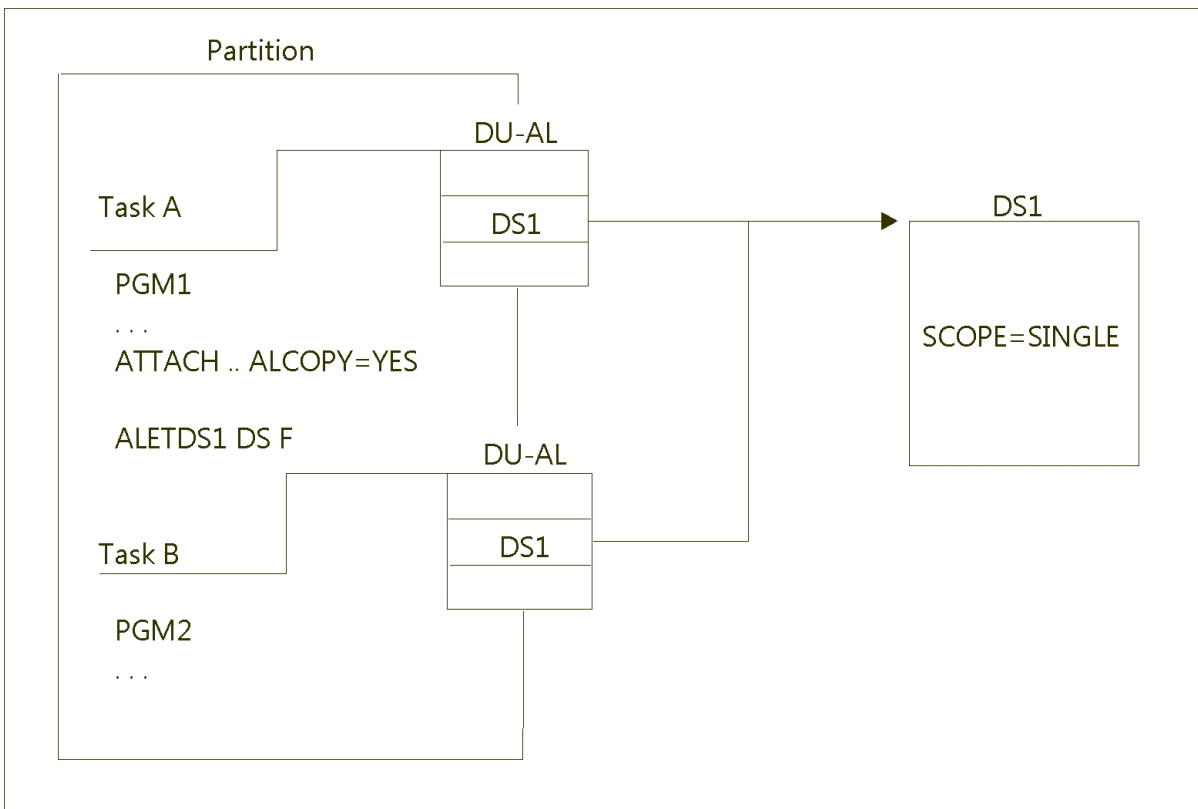 Partition
DU-AL
Task A
DS1
DS1
PGM1
. . .
SCOPE=SINGLE
ATTACH .. ALCOPY=YES
ALETDS1 DS F
DU-AL
Task B
DS1
PGM2
. . .